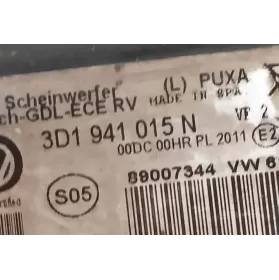 Scheinwerfer (L) PUXA
ch-GDL-ECE RV MADE IN SPA
3D1 941 015 N VF 2
00DC 00HR PL 2011 E2
S05 89007344 VW 6